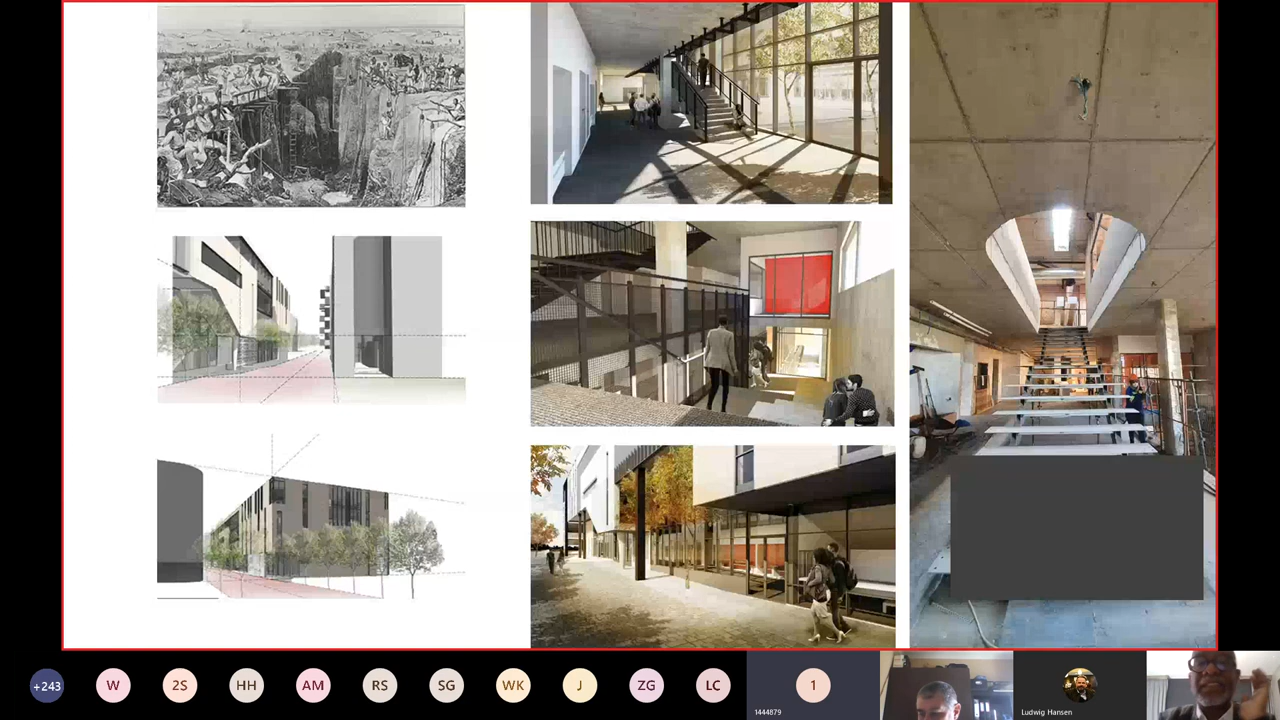 +243
W
2S
HH
AM
RS
SG
WK
J
ZG
LC
1
1444879
Ludwig Hansen